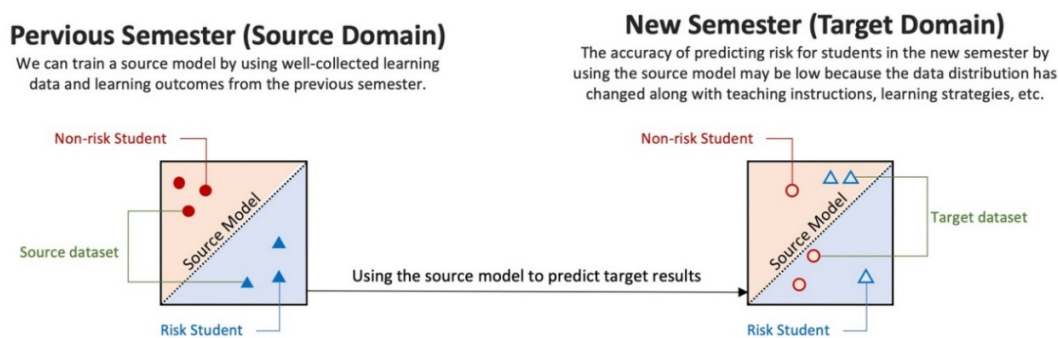 Pervious Semester (Source Domain)
We can train a source model by using well-collected learning
data and learning outcomes from the previous semester.
Non-risk Student
Source Model
Source dataset
Risk Student
Using the source model to predict target results
New Semester (Target Domain)
The accuracy of predicting risk for students in the new semester by
using the source model may be low because the data distribution has
changed along with teaching instructions, learning strategies, etc.
Non-risk Student
Source Model
Target dataset
Risk Student